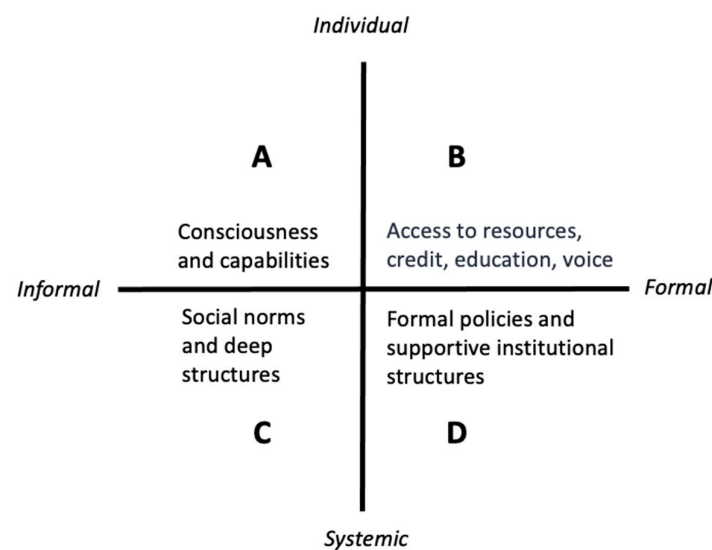 Individual
A
B
Consciousness
and capabilities
Access to resources,
credit, education, voice
Informal
Formal
Social norms
and deep
structures
Formal policies and
supportive institutional
structures
C
D
Systemic